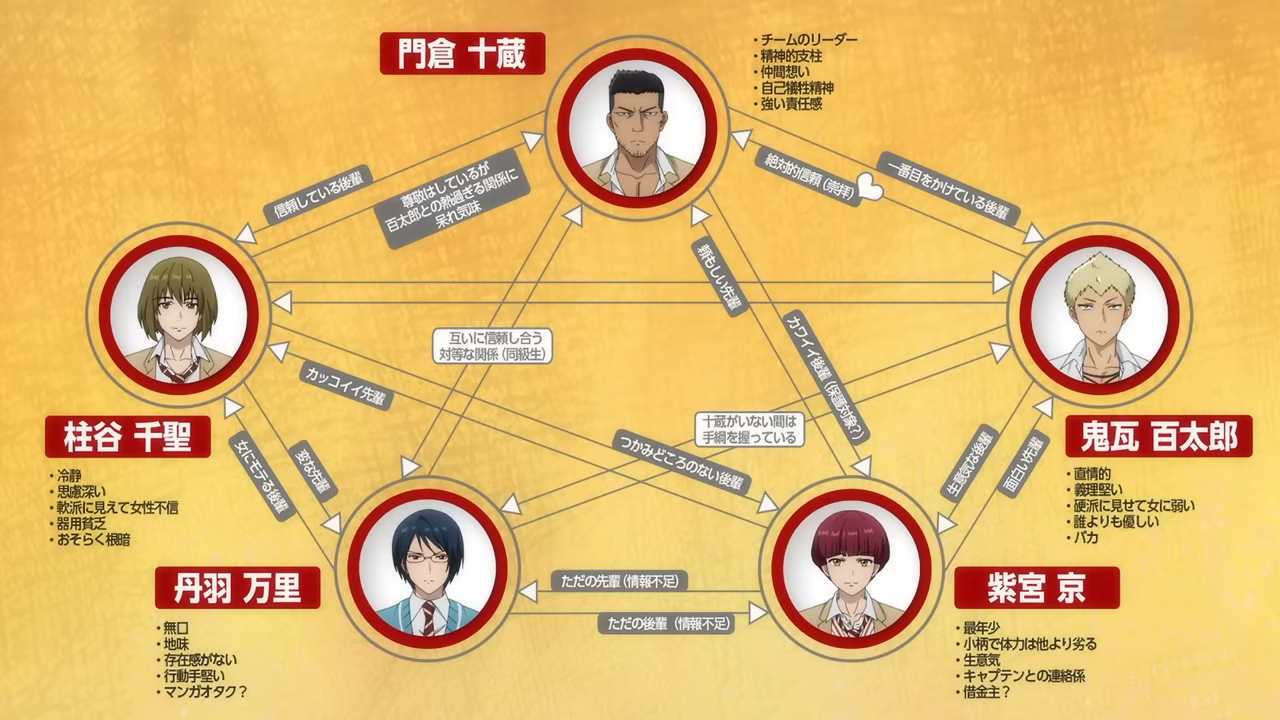 門倉 十蔵
・チームのリーダー
・精神的支柱
・仲間想い
・自己犠牲精神
・強い責任感
信頼している後輩
尊敬はしているが
百太郎との熱過ぎる関係に
呆れ気味
絶対的信頼(崇拝)
一番目をかけている後輩
頼もしい先輩
カワイイ後輩(保護対象?)
互いに信頼し合う
対等な関係(同級生)
カッコイイ先輩
つかみどころのない後輩
十蔵がいない間は
手綱を握っている
柱谷 千聖
・冷静
・思慮深い
・軟派に見えて女性不信
・器用貧乏
・おそらく根暗
女にモテる後輩
変な先輩
鬼瓦 百太郎
・直情的
・義理堅い
・硬派に見せて女に弱い
・誰よりも優しい
・バカ
生意気な後輩
面白い先輩
丹羽 万里
・無口
・地味
・存在感がない
・行動手堅い
・マンガオタク?
ただの先輩(情報不足)
ただの後輩(情報不足)
紫宮 京
・最年少
・小柄で体力は他より劣る
・生意気
・キャプテンとの連絡係
・借金主?